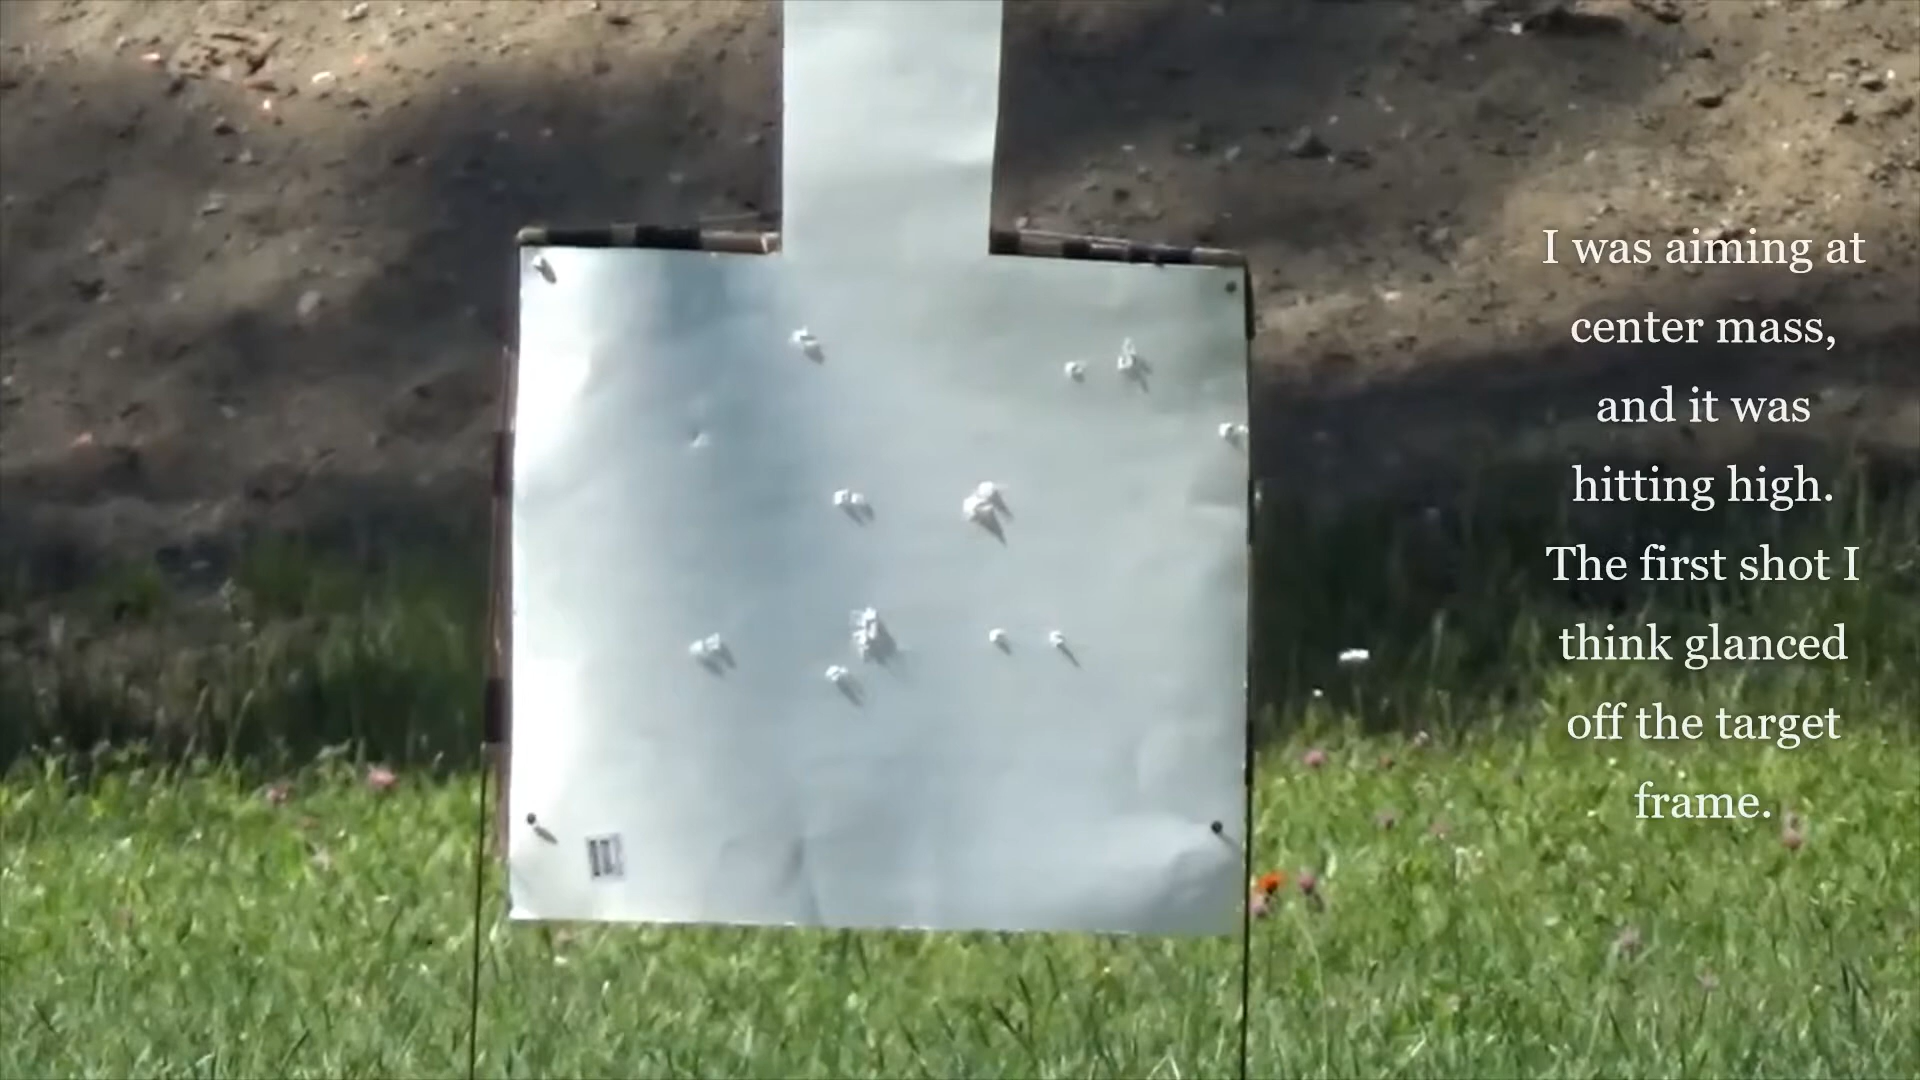 I was aiming at
center mass,
and it was
hitting high.
The first shot I
think glanced
off the target
frame.